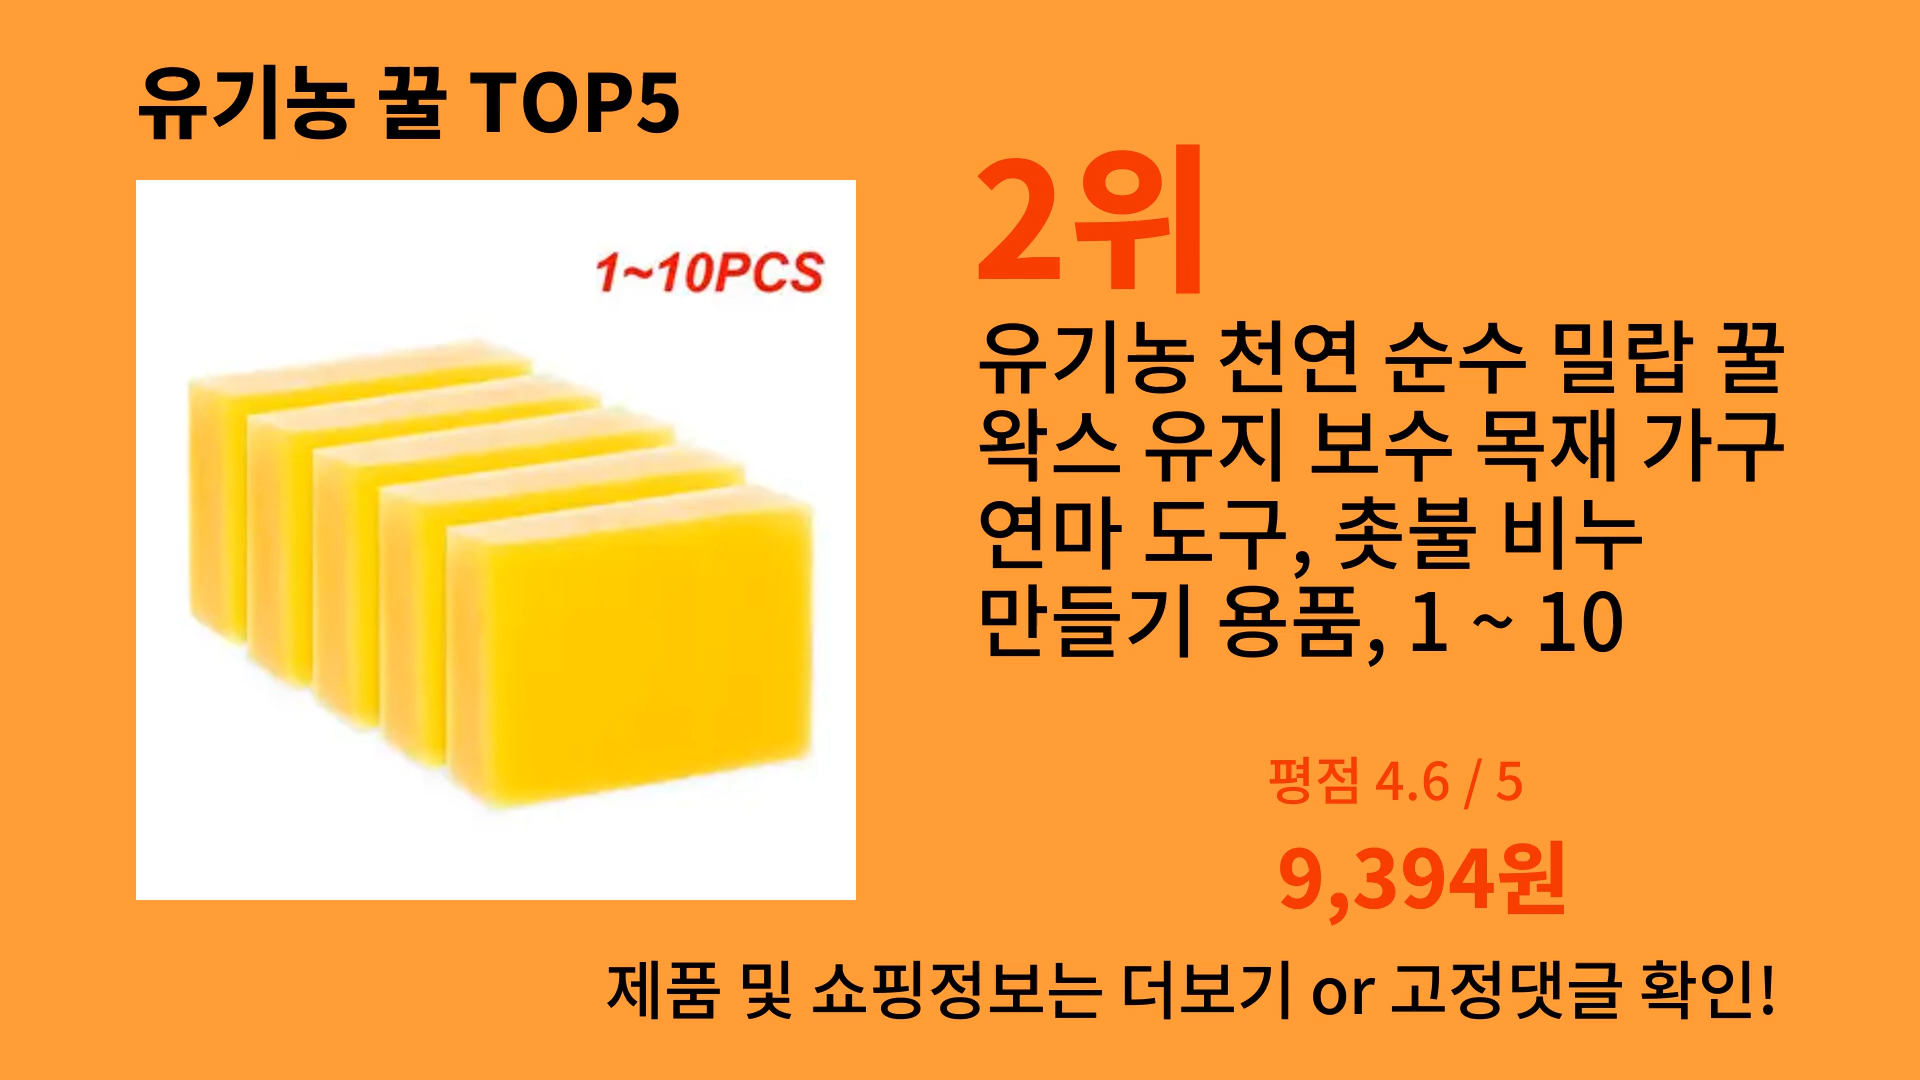 유기농 꿀 TOP5
1~10PCS
2위
유기농 천연 순수 밀랍 꿀
왁스 유지 보수 목재 가구
연마 도구, 촛불 비누
만들기 용품, 1 ~ 10
평점 4.6 / 5
9,394원
제품 및 쇼핑정보는 더보기 or 고정댓글 확인!